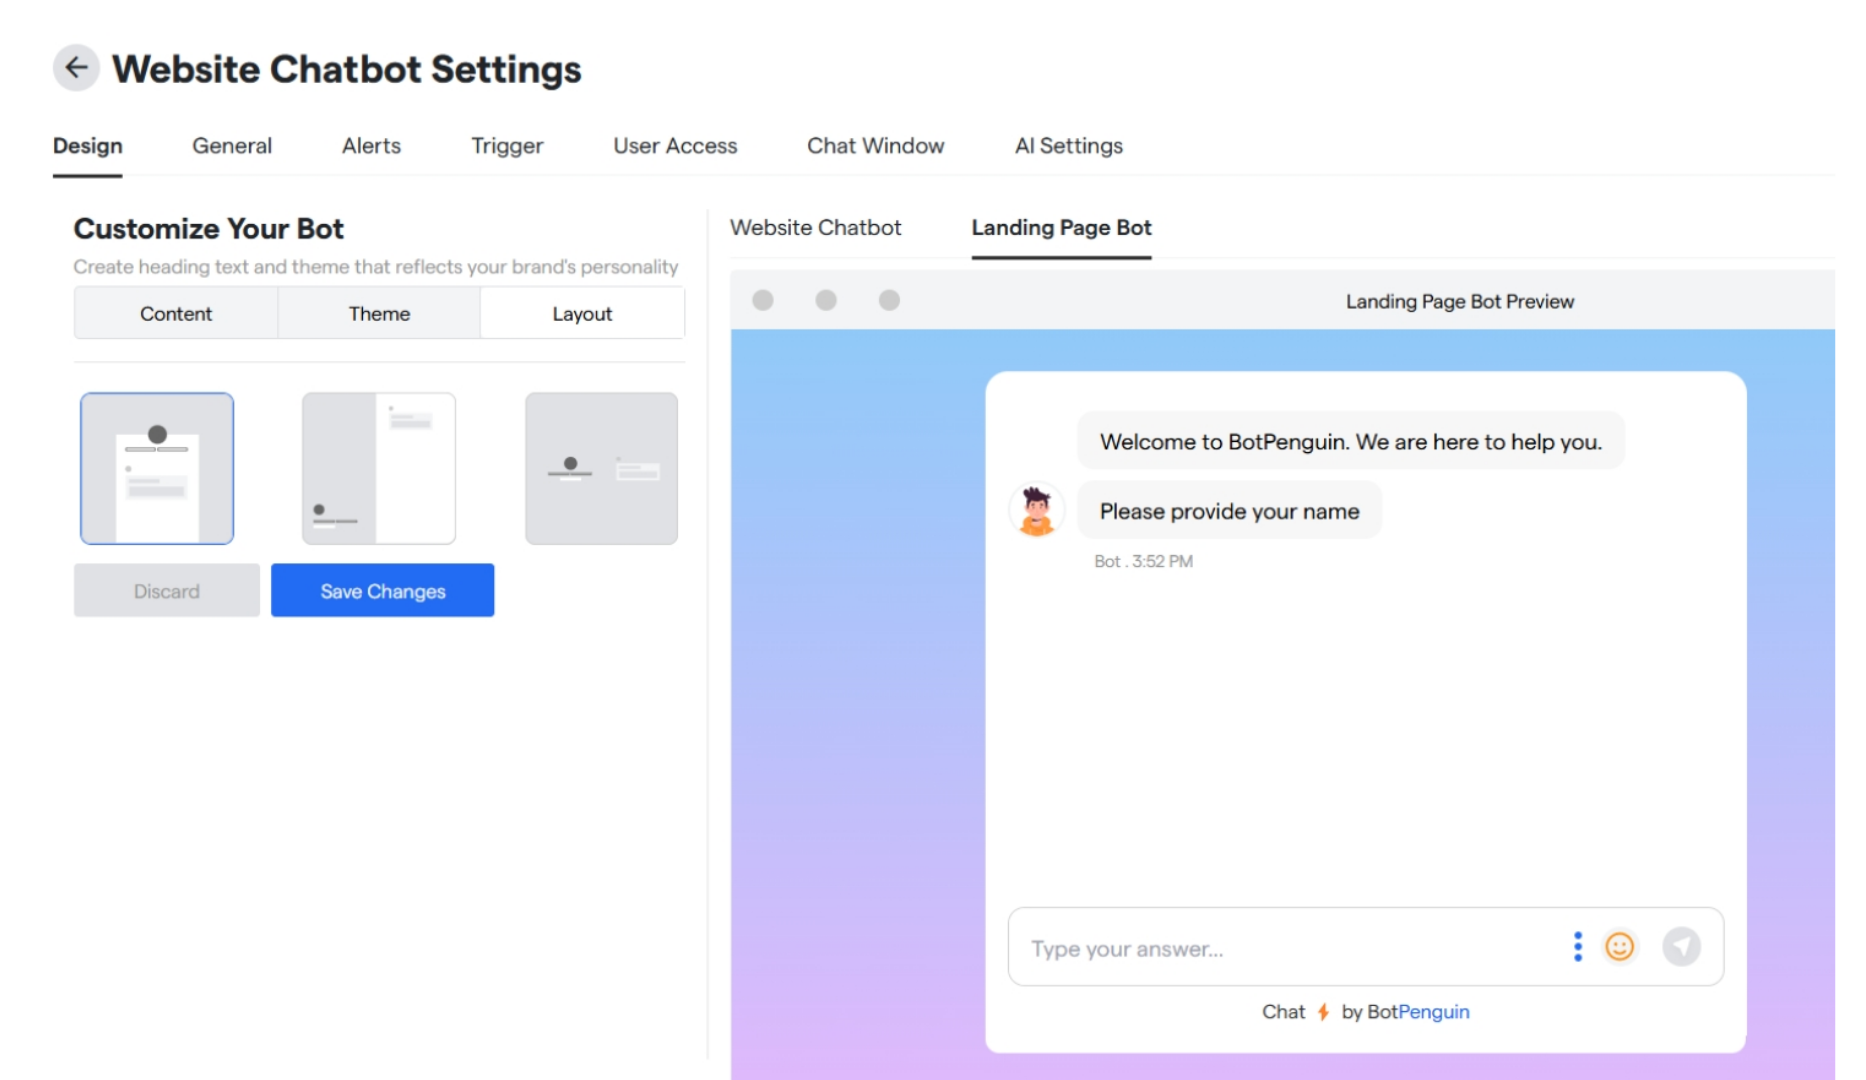 Website Chatbot Settings
Design General Alerts Trigger User Access Chat Window AI Settings
Customize Your Bot
Create heading text and theme that reflects your brand's personality
Content Theme Layout
Discard Save Changes
Website Chatbot Landing Page Bot
Landing Page Bot Preview
Welcome to BotPenguin. We are here to help you.
Please provide your name
Bot . 3:52 PM
Type your answer...
Chat by BotPenguin